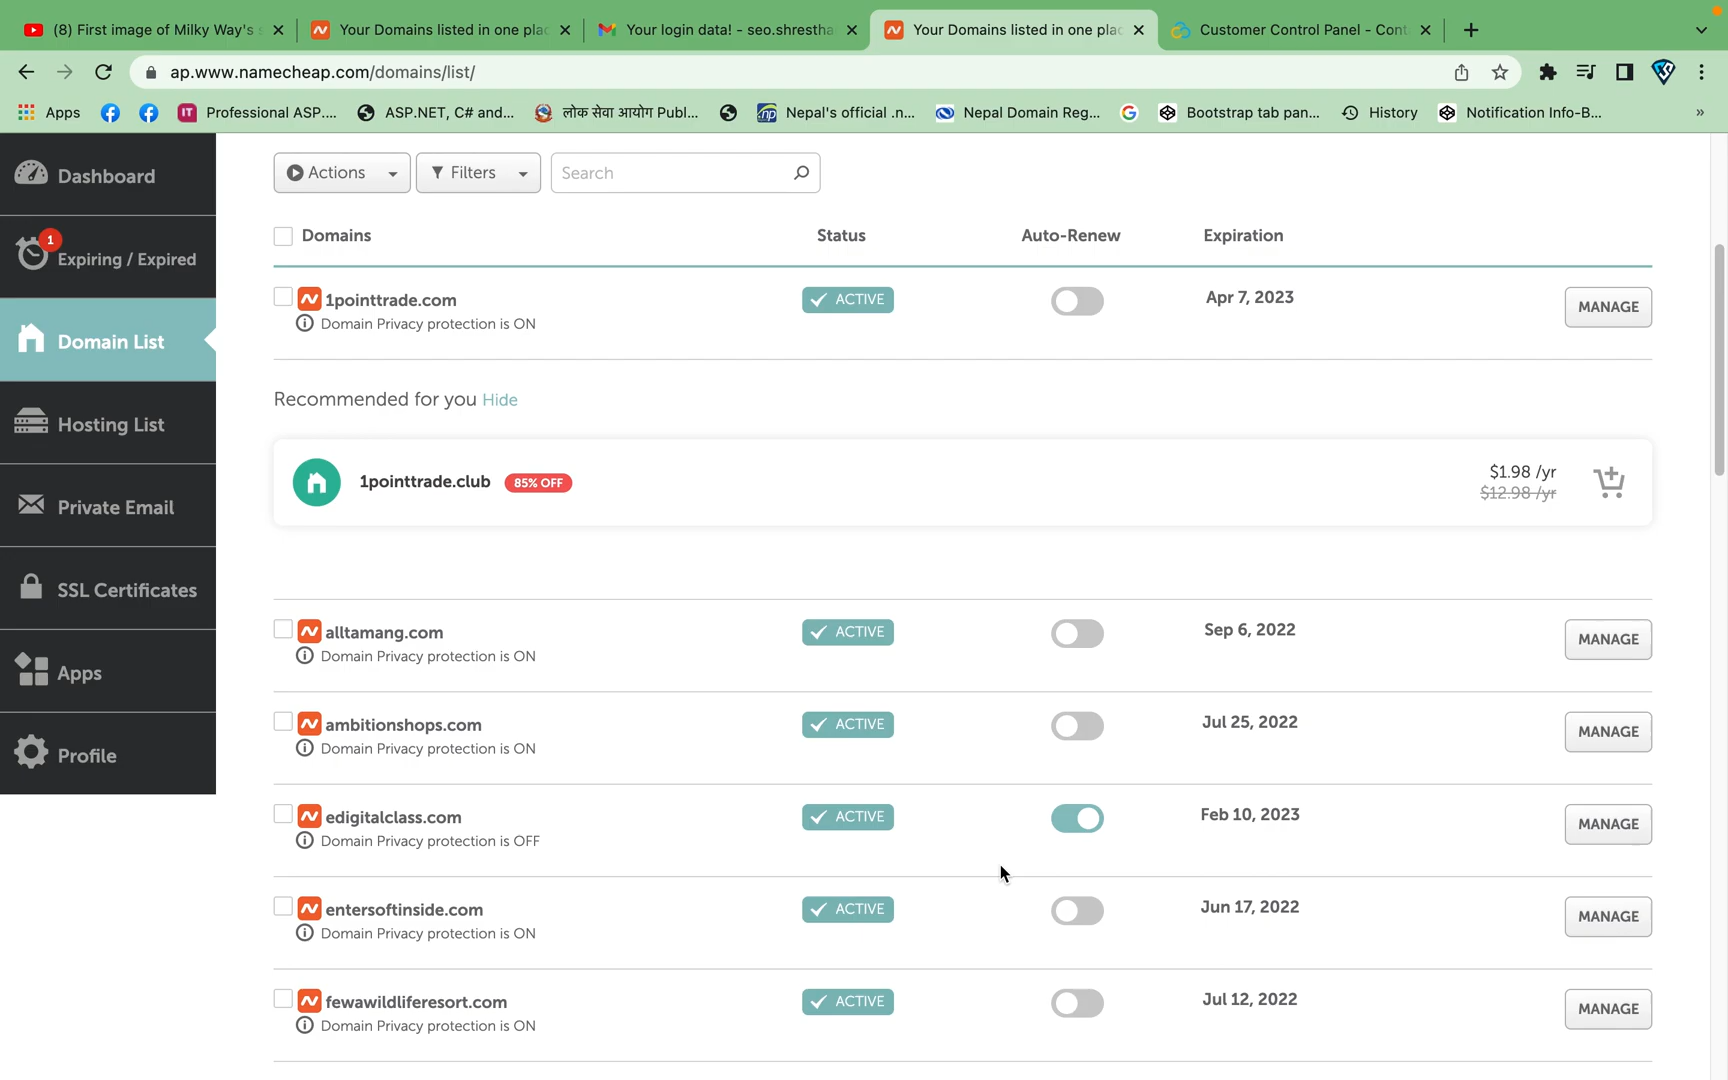 (8) First image of Milky Way's s
Your Domains listed in one plac
Your login data! - seo.shrestha
Your Domains listed in one plac
Customer Control Panel - Cont
ap.www.namecheap.com/domains/list/
Apps
Professional ASP....
ASP.NET, C# and...
लोक सेवा आयोग Publ...
Nepal's official .n...
Nepal Domain Reg...
Bootstrap tab pan...
History
Notification Info-B...
»
Dashboard
1
Expiring / Expired
Domain List
Hosting List
Private Email
SSL Certificates
Apps
Profile
Actions
Filters
Search
Domains Status Auto-Renew Expiration
1pointtrade.com ACTIVE Apr 7, 2023 MANAGE
Domain Privacy protection is ON
Recommended for you Hide
1pointtrade.club 85% OFF $1.98 /yr
$12.98 /yr
alltamang.com ACTIVE Sep 6, 2022 MANAGE
Domain Privacy protection is ON
ambitionshops.com ACTIVE Jul 25, 2022 MANAGE
Domain Privacy protection is ON
edigitalclass.com ACTIVE Feb 10, 2023 MANAGE
Domain Privacy protection is OFF
entersoftinside.com ACTIVE Jun 17, 2022 MANAGE
Domain Privacy protection is ON
fewawildliferesort.com ACTIVE Jul 12, 2022 MANAGE
Domain Privacy protection is ON